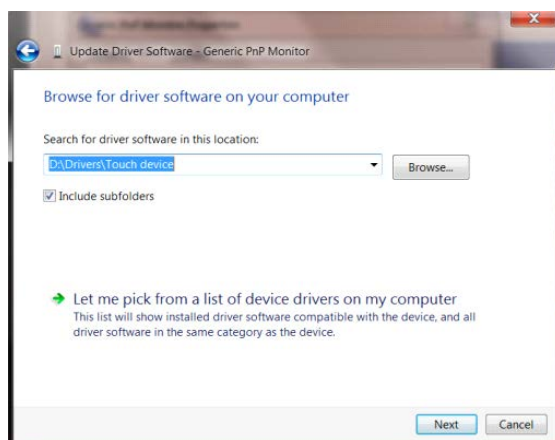 Update Driver Software - Generic PnP Monitor
Browse for driver software on your computer
Search for driver software in this location:
D:\Drivers\Touch device
Browse...
Include subfolders
Let me pick from a list of device drivers on my computer
This list will show installed driver software compatible with the device, and all
driver software in the same category as the device.
Next
Cancel